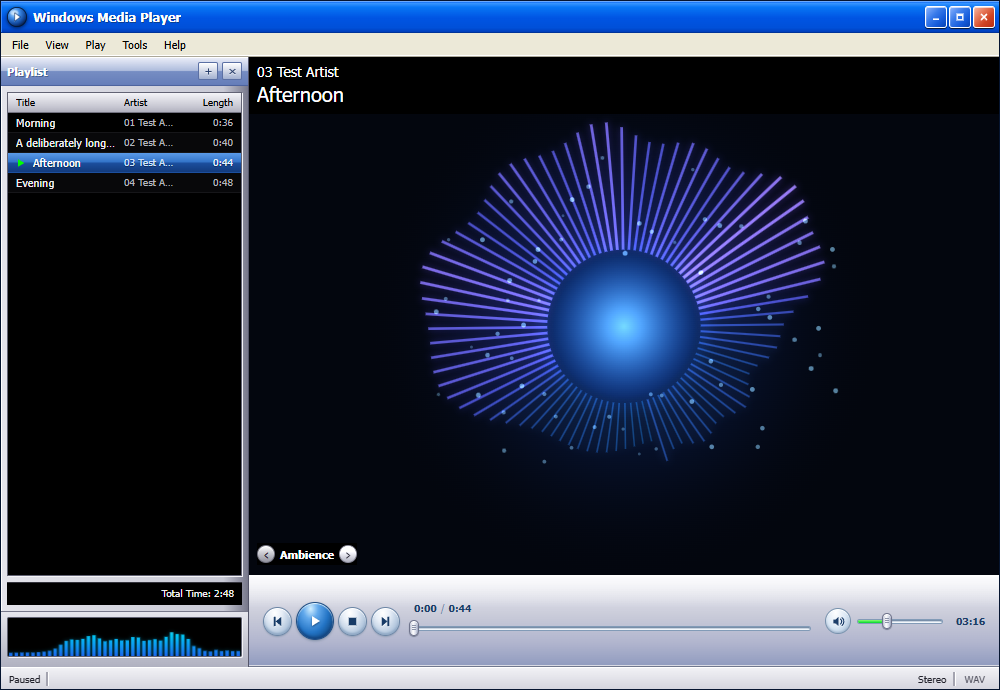 Windows Media Player
File View Play Tools Help
Playlist
03 Test Artist
Afternoon
Title Artist Length
Morning 01 Test A... 0:36
A deliberately long... 02 Test A... 0:40
Afternoon 03 Test A... 0:44
Evening 04 Test A... 0:48
Ambience
Total Time: 2:48
0:00 / 0:44
03:16
Paused
Stereo WAV